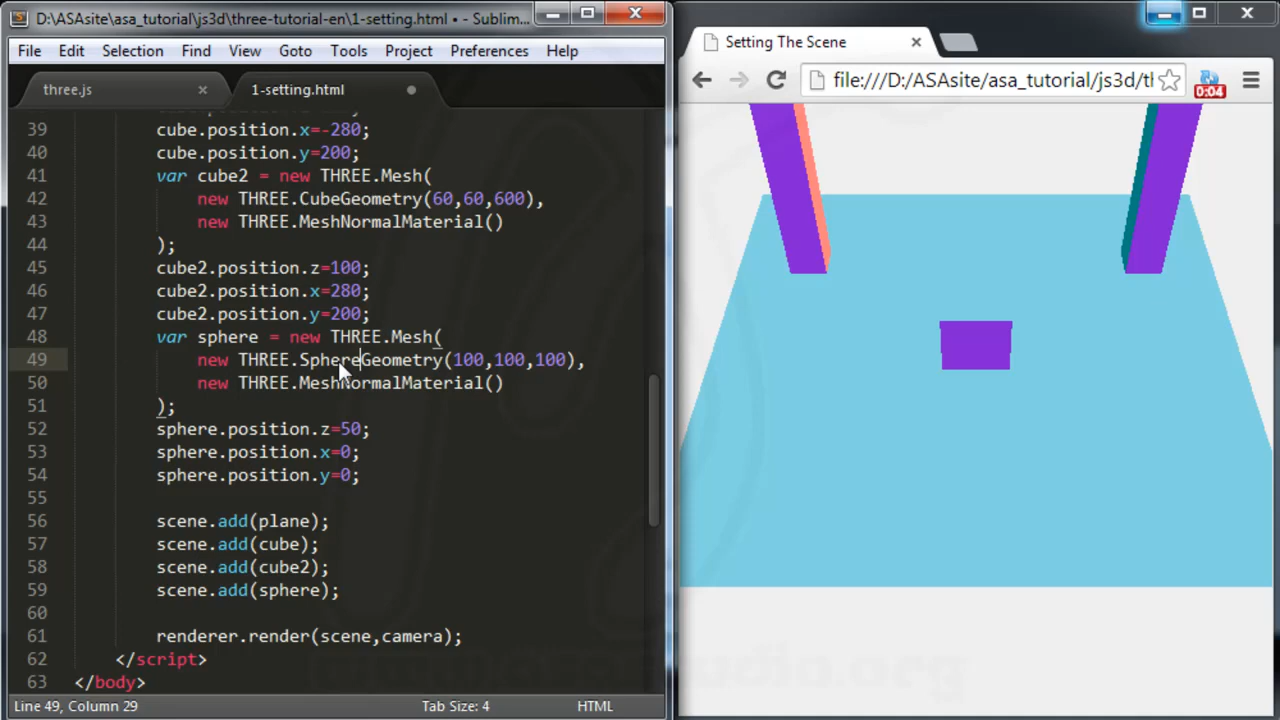 D:\ASAsite\asa_tutorial\js3d\three-tutorial-en\1-setting.html • - Sublim...
File Edit Selection Find View Goto Tools Project Preferences Help
three.js
1-setting.html
39 cube.position.x=-280;
40 cube.position.y=200;
41 var cube2 = new THREE.Mesh(
42 new THREE.CubeGeometry(60,60,600),
43 new THREE.MeshNormalMaterial()
44 );
45 cube2.position.z=100;
46 cube2.position.x=280;
47 cube2.position.y=200;
48 var sphere = new THREE.Mesh(
49 new THREE.SphereGeometry(100,100,100),
50 new THREE.MeshNormalMaterial()
51 );
52 sphere.position.z=50;
53 sphere.position.x=0;
54 sphere.position.y=0;
55
56 scene.add(plane);
57 scene.add(cube);
58 scene.add(cube2);
59 scene.add(sphere);
60
61 renderer.render(scene,camera);
62 </script>
63 </body>
Line 49, Column 29 Tab Size: 4 HTML
Setting The Scene
file:///D:/ASAsite/asa_tutorial/js3d/th
0:04